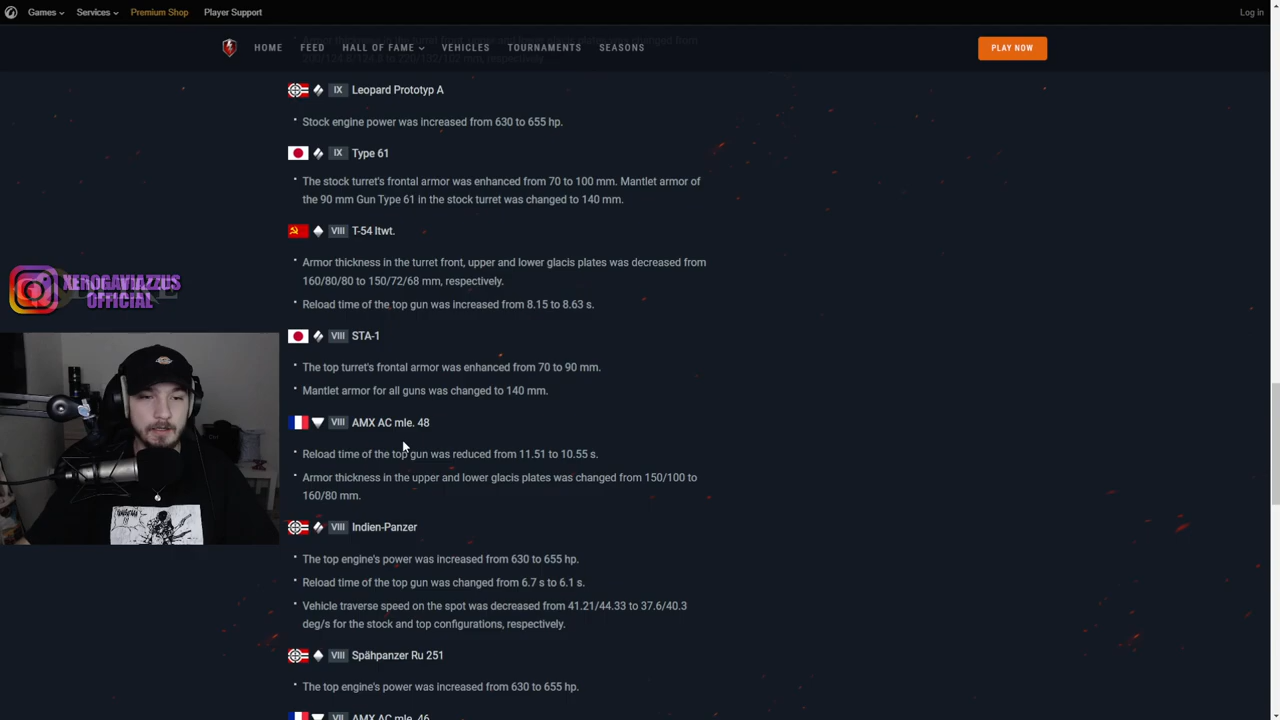 Games
Services
Premium Shop
Player Support
Log in
HOME
FEED
HALL OF FAME
VEHICLES
TOURNAMENTS
SEASONS
PLAY NOW
IX Leopard Prototyp A
• Stock engine power was increased from 630 to 655 hp.
IX Type 61
• The stock turret's frontal armor was enhanced from 70 to 100 mm. Mantlet armor of
the 90 mm Gun Type 61 in the stock turret was changed to 140 mm.
VIII T-54 ltwt.
• Armor thickness in the turret front, upper and lower glacis plates was decreased from
160/80/80 to 150/72/68 mm, respectively.
• Reload time of the top gun was increased from 8.15 to 8.63 s.
VIII STA-1
• The top turret's frontal armor was enhanced from 70 to 90 mm.
• Mantlet armor for all guns was changed to 140 mm.
VIII AMX AC mle. 48
• Reload time of the top gun was reduced from 11.51 to 10.55 s.
• Armor thickness in the upper and lower glacis plates was changed from 150/100 to
160/80 mm.
VIII Indien-Panzer
• The top engine's power was increased from 630 to 655 hp.
• Reload time of the top gun was changed from 6.7 s to 6.1 s.
• Vehicle traverse speed on the spot was decreased from 41.21/44.33 to 37.6/40.3
deg/s for the stock and top configurations, respectively.
VIII Spähpanzer Ru 251
• The top engine's power was increased from 630 to 655 hp.
VII AMX AC mle. 46
XEROGAVIAZZUS
OFFICIAL